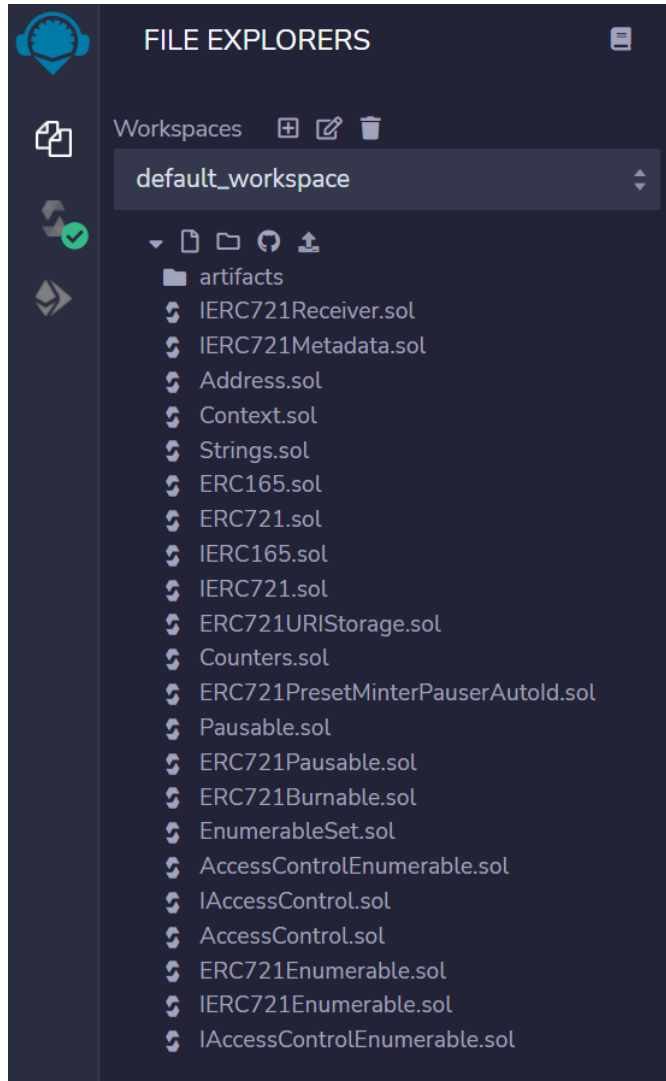 FILE EXPLORERS
Workspaces
default_workspace
artifacts
IERC721Receiver.sol
IERC721Metadata.sol
Address.sol
Context.sol
Strings.sol
ERC165.sol
ERC721.sol
IERC165.sol
IERC721.sol
ERC721URIStorage.sol
Counters.sol
ERC721PresetMinterPauserAutoId.sol
Pausable.sol
ERC721Pausable.sol
ERC721Burnable.sol
EnumerableSet.sol
AccessControlEnumerable.sol
IAccessControl.sol
AccessControl.sol
ERC721Enumerable.sol
IERC721Enumerable.sol
IAccessControlEnumerable.sol